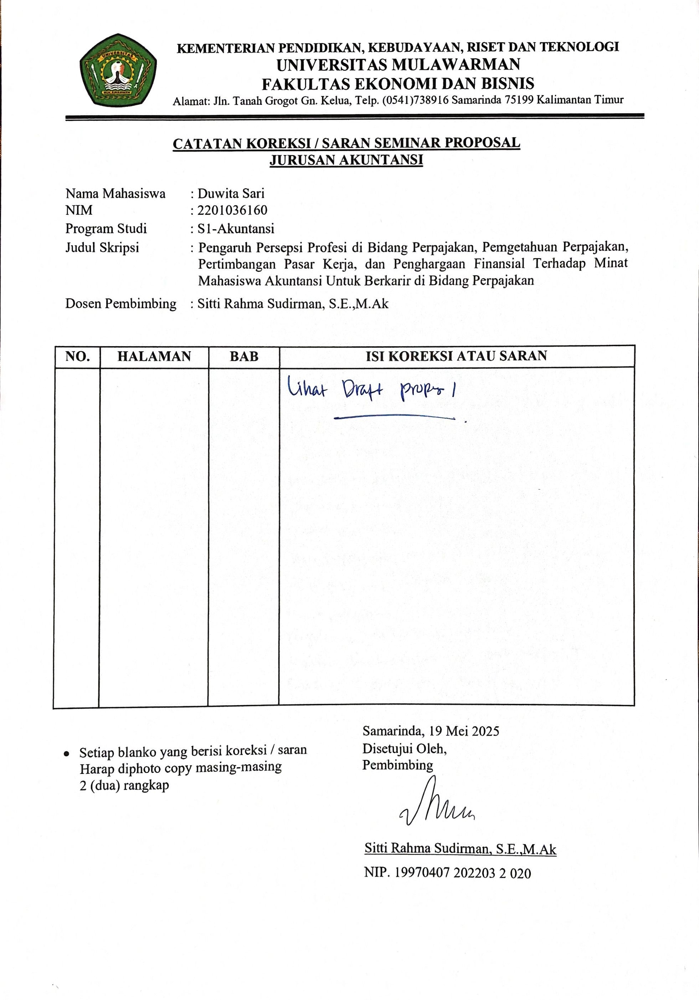 UNIVERSITAS
MULAWARMAN
KEMENTERIAN PENDIDIKAN, KEBUDAYAAN, RISET DAN TEKNOLOGI
UNIVERSITAS MULAWARMAN
FAKULTAS EKONOMI DAN BISNIS
Alamat: Jln. Tanah Grogot Gn. Kelua, Telp. (0541)738916 Samarinda 75199 Kalimantan Timur
CATATAN KOREKSI / SARAN SEMINAR PROPOSAL
JURUSAN AKUNTANSI
Nama Mahasiswa : Duwita Sari
NIM : 2201036160
Program Studi : S1-Akuntansi
Judul Skripsi : Pengaruh Persepsi Profesi di Bidang Perpajakan, Pemgetahuan Perpajakan,
Pertimbangan Pasar Kerja, dan Penghargaan Finansial Terhadap Minat
Mahasiswa Akuntansi Untuk Berkarir di Bidang Perpajakan
Dosen Pembimbing : Sitti Rahma Sudirman, S.E.,M.Ak
NO. HALAMAN BAB ISI KOREKSI ATAU SARAN
Lihat Draft
Samarinda, 19 Mei 2025
Disetujui Oleh,
Pembimbing
• Setiap blanko yang berisi koreksi / saran
Harap diphoto copy masing-masing
2 (dua) rangkap
Sitti Rahma Sudirman, S.E.,M.Ak
NIP. 19970407 202203 2 020